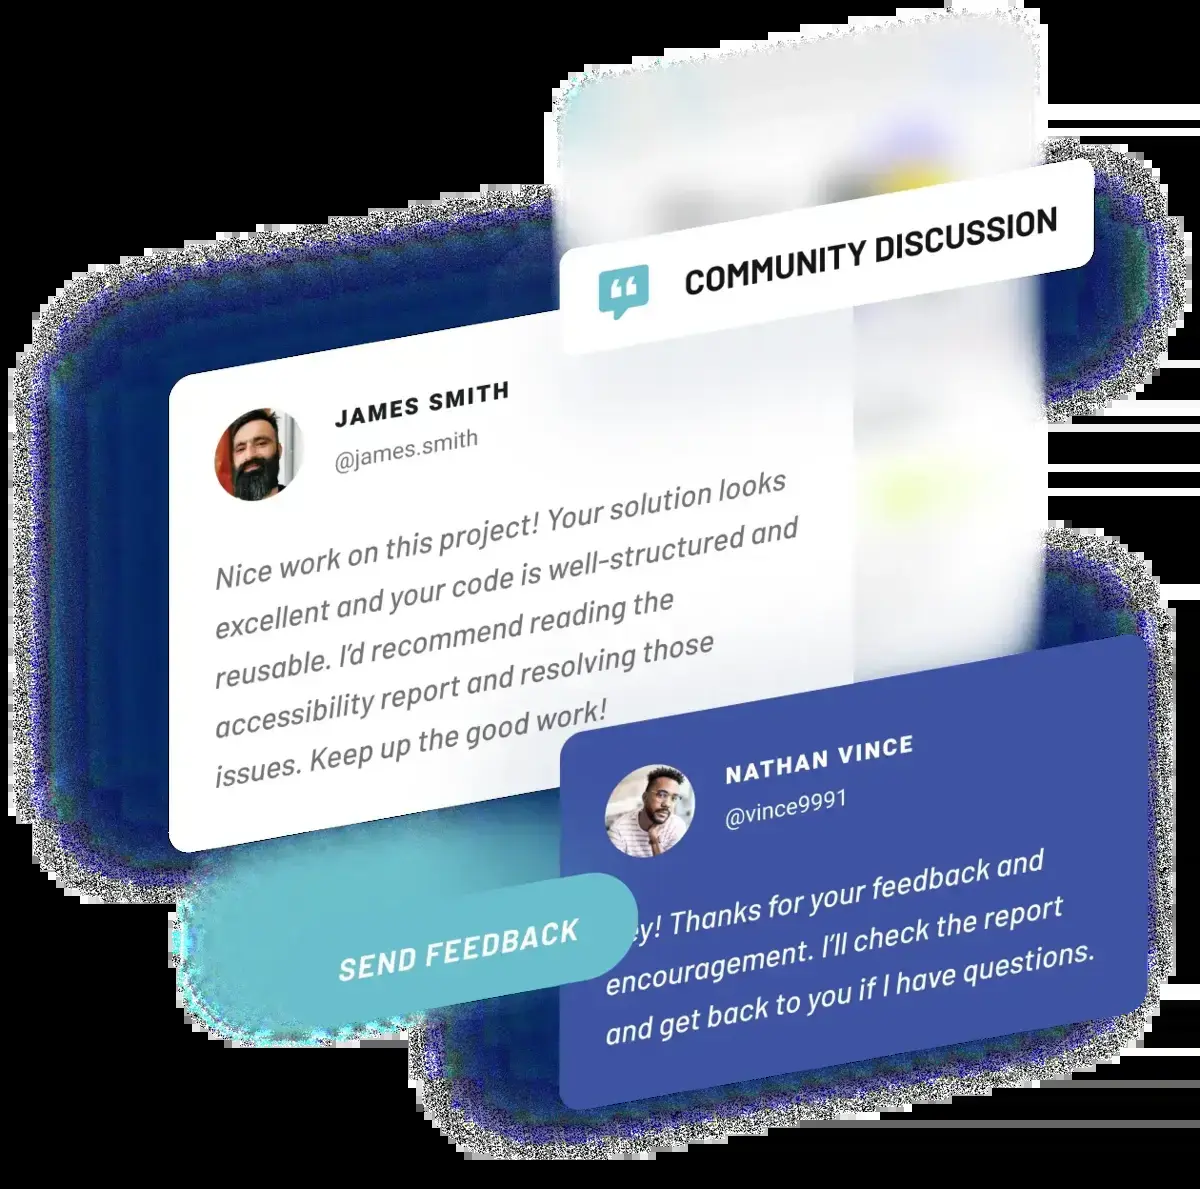 COMMUNITY DISCUSSION
JAMES SMITH
@james.smith
Nice work on this project! Your solution looks
excellent and your code is well-structured and
reusable. I'd recommend reading the
accessibility report and resolving those
issues. Keep up the good work!
NATHAN VINCE
@vince9991
ey! Thanks for your feedback and
encouragement. I'll check the report
and get back to you if I have questions.
SEND FEEDBACK